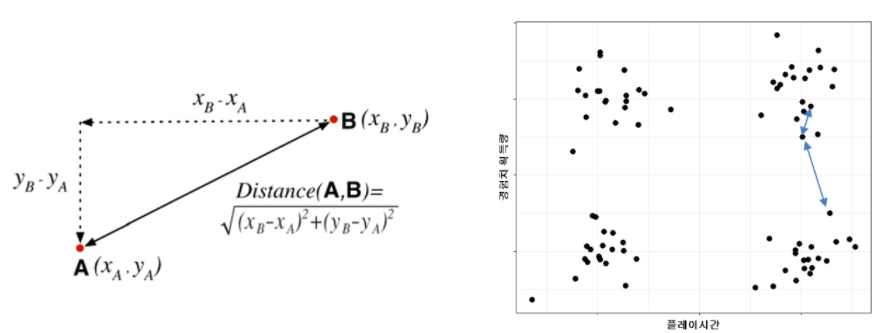 x_B - x_A
B (x_B, y_B)
y_B - y_A
Distance(A,B)=
√(x_B-x_A)²+(y_B-y_A)²
A (x_A, y_A)
경험치 획득량
플레이시간